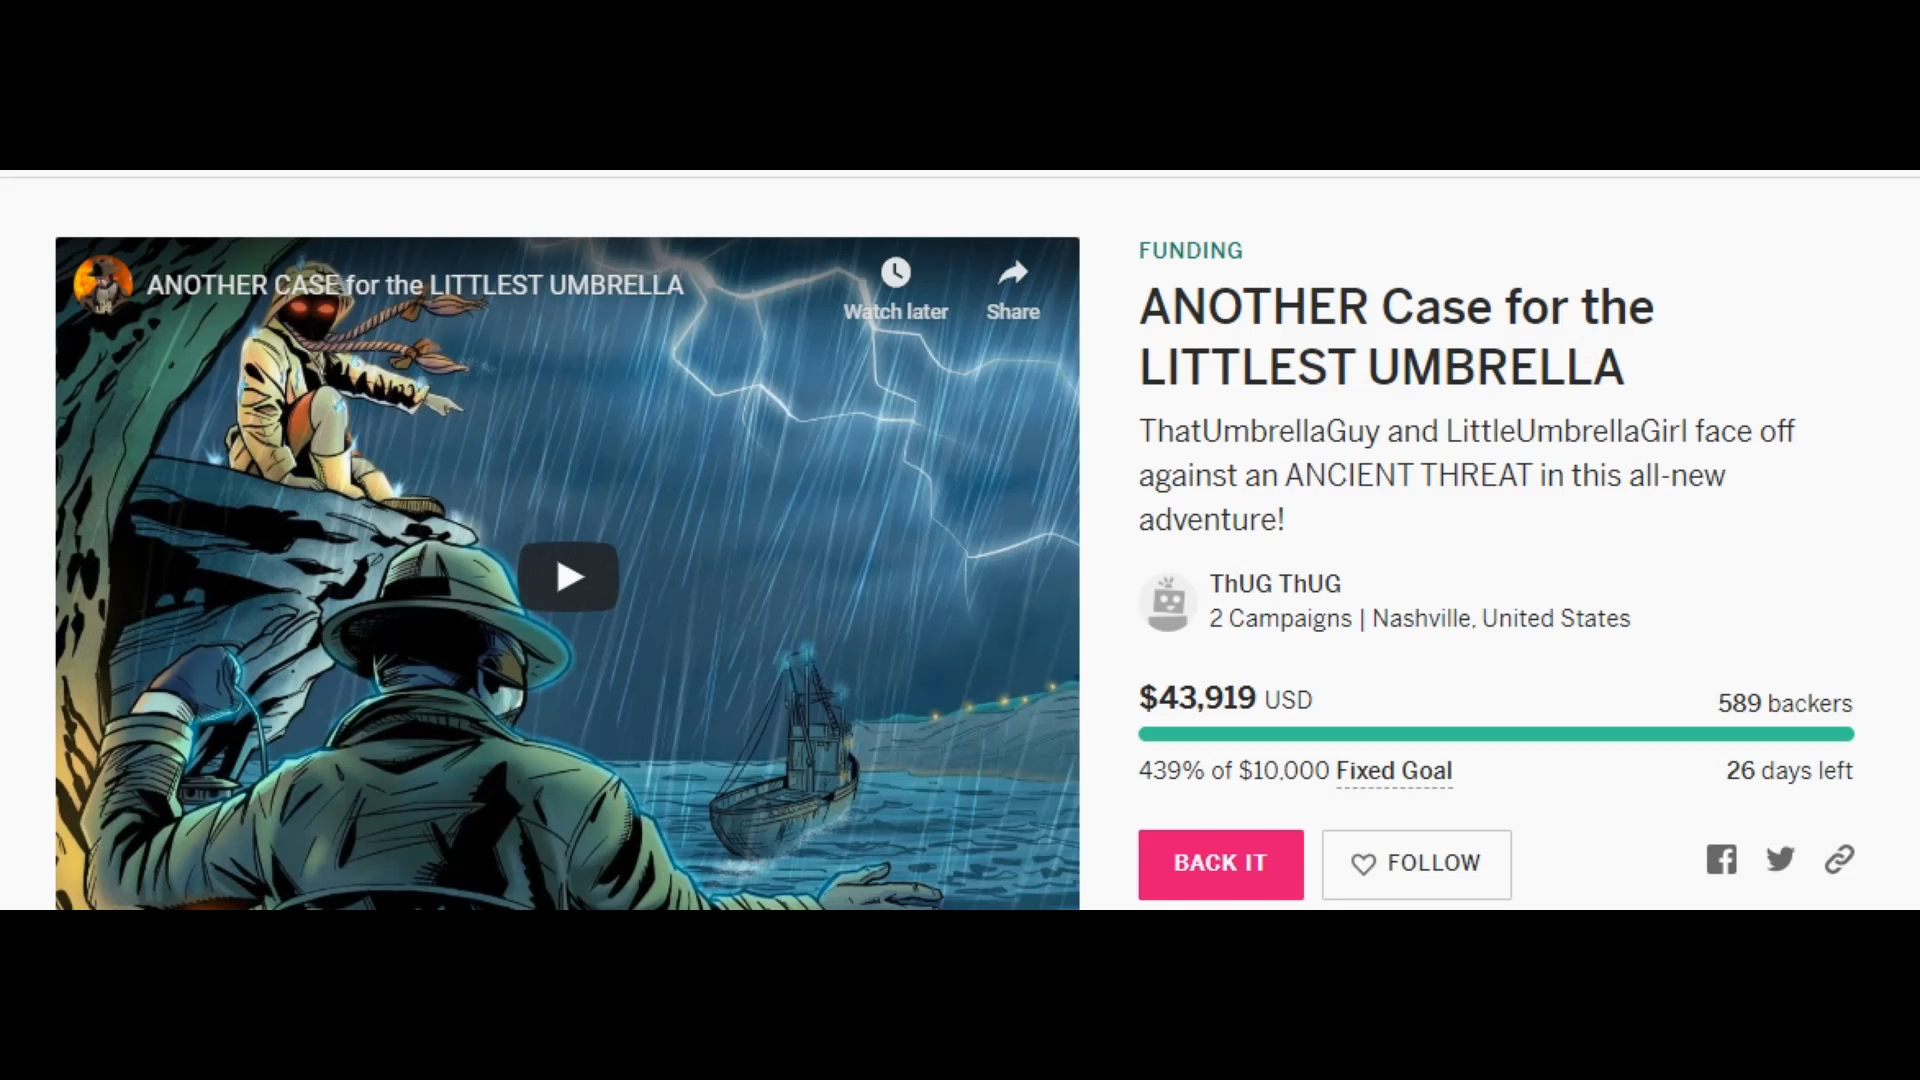 ANOTHER CASE for the LITTLEST UMBRELLA
Watch later
Share
FUNDING
ANOTHER Case for the
LITTLEST UMBRELLA
ThatUmbrellaGuy and LittleUmbrellaGirl face off
against an ANCIENT THREAT in this all-new
adventure!
ThUG ThUG
2 Campaigns | Nashville, United States
$43,919 USD
589 backers
439% of $10,000 Fixed Goal
26 days left
BACK IT
FOLLOW